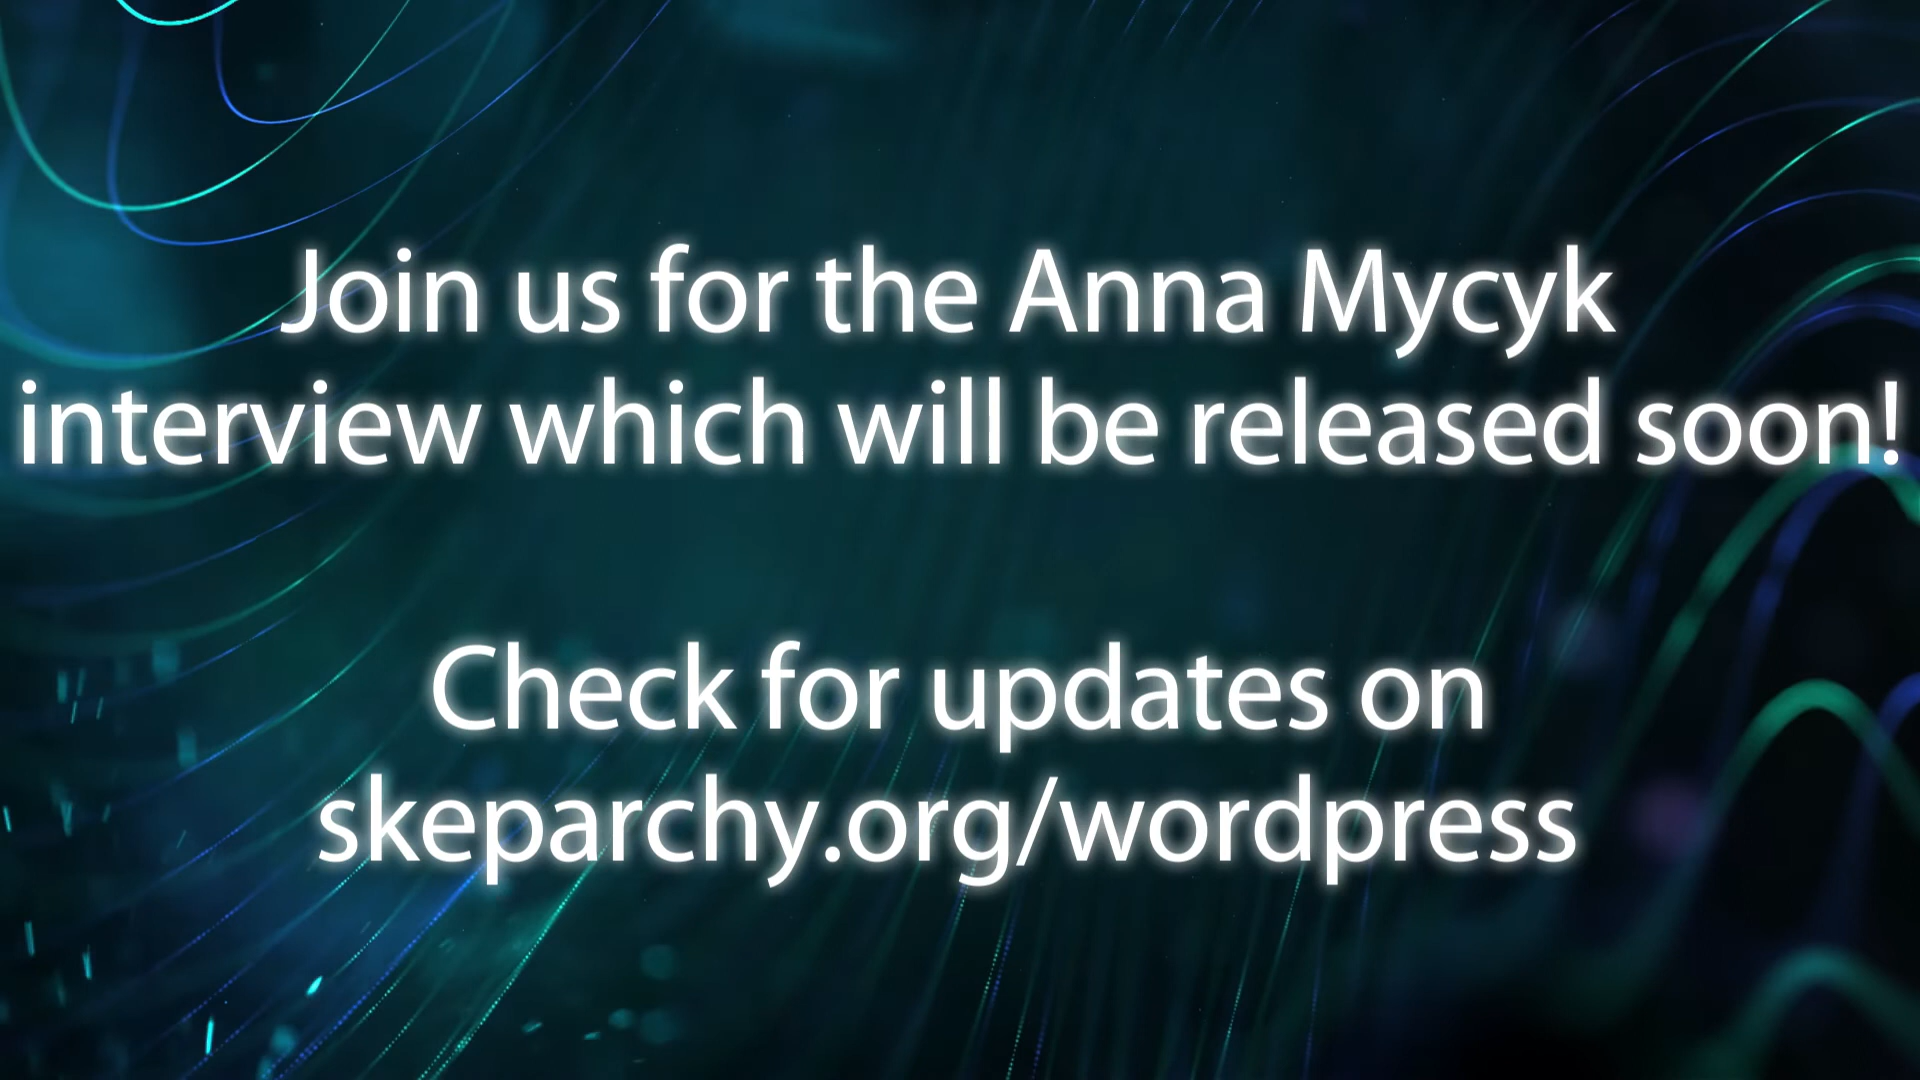 Join us for the Anna Mycyk
interview which will be released soon!
Check for updates on
skeparchy.org/wordpress